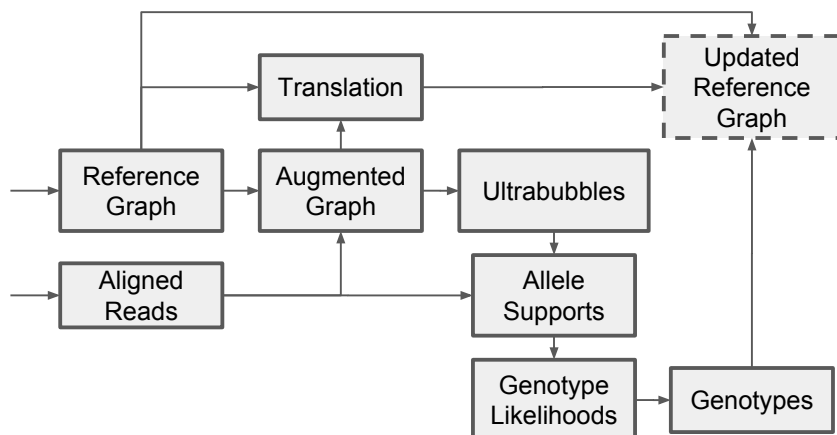 Updated
Reference
Graph
Translation
Reference
Graph
Augmented
Graph
Ultrabubbles
Aligned
Reads
Allele
Supports
Genotype
Likelihoods
Genotypes